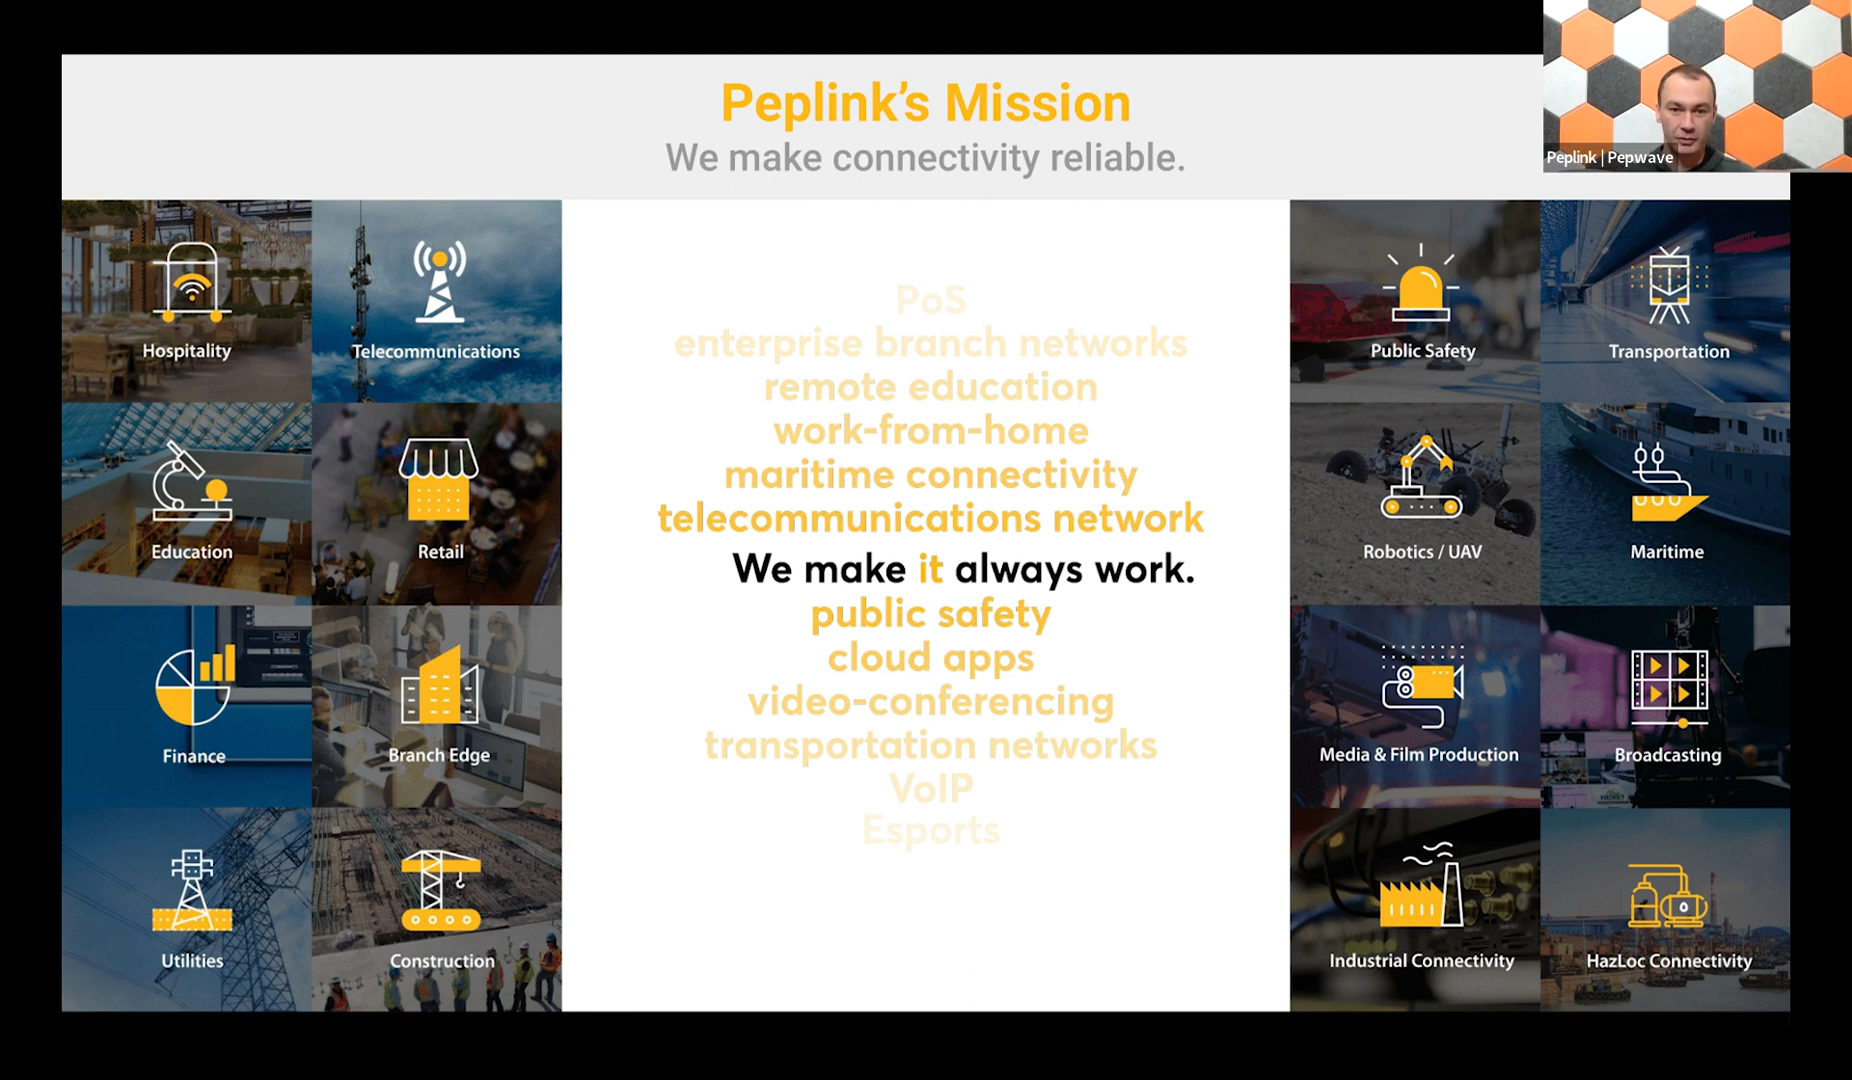 Peplink's Mission
We make connectivity reliable.
Peplink | Pepwave
Hospitality
Telecommunications
Education
Retail
Finance
Branch Edge
Utilities
Construction
PoS
enterprise branch networks
remote education
work-from-home
maritime connectivity
telecommunications network
We make it always work.
public safety
cloud apps
video-conferencing
transportation networks
VoIP
Esports
Public Safety
Transportation
Robotics / UAV
Maritime
Media & Film Production
Broadcasting
Industrial Connectivity
HazLoc Connectivity